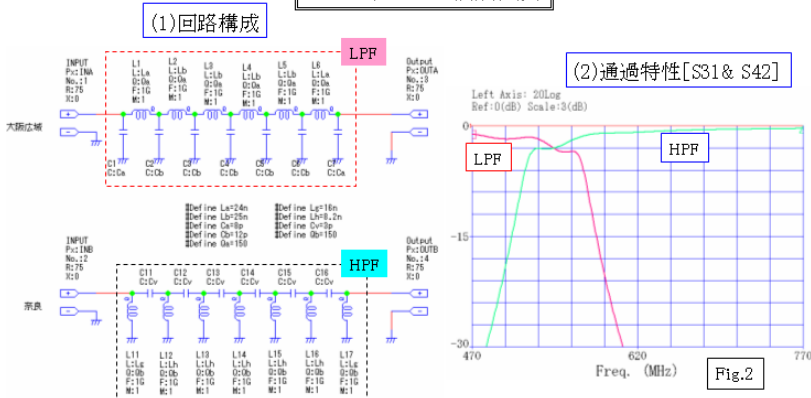 (1)回路構成
LPF
INPUT
Px:INA
No.:1
R:75
X:0
L1
L:La
Q:Qa
F:1G
M:1
L2
L:Lb
Q:Qa
F:1G
M:1
L3
L:Lb
Q:Qa
F:1G
M:1
L4
L:Lb
Q:Qa
F:1G
M:1
L5
L:Lb
Q:Qa
F:1G
M:1
L6
L:La
Q:Qa
F:1G
M:1
Output
Px:OUTA
No.:3
R:75
X:0
大阪広域
C1
C:Ca
C2
C:Cb
C3
C:Cb
C4
C:Cb
C5
C:Cb
C6
C:Cb
C7
C:Ca
#Define La=24n
#Define Lb=25n
#Define Ca=8p
#Define Cb=12p
#Define Qa=150
#Define Lg=16n
#Define Lh=8.2n
#Define Cv=3p
#Define Qb=150
HPF
INPUT
Px:INB
No.:2
R:75
X:0
C11
C:Cv
C12
C:Cv
C13
C:Cv
C14
C:Cv
C15
C:Cv
C16
C:Cv
Output
Px:OUTB
No.:4
R:75
X:0
奈良
L11
L:Lg
Q:Qb
F:1G
M:1
L12
L:Lh
Q:Qb
F:1G
M:1
L13
L:Lh
Q:Qb
F:1G
M:1
L14
L:Lh
Q:Qb
F:1G
M:1
L15
L:Lh
Q:Qb
F:1G
M:1
L16
L:Lh
Q:Qb
F:1G
M:1
L17
L:Lg
Q:Qb
F:1G
M:1
(2)通過特性[S31& S42]
Left Axis: 20Log
Ref:0(dB) Scale:3(dB)
0
LPF
HPF
-15
-30
470
620
770
Freq. (MHz)
Fig.2